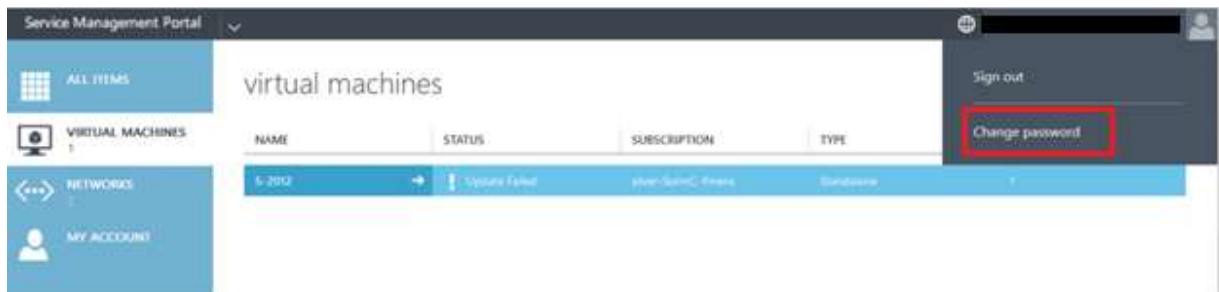 Service Management Portal
Sign out
Change password
ALL ITEMS
VIRTUAL MACHINES
1
NETWORKS
MY ACCOUNT
virtual machines
NAME STATUS SUBSCRIPTION TYPE
S-2012 Update Failed Standalone 1